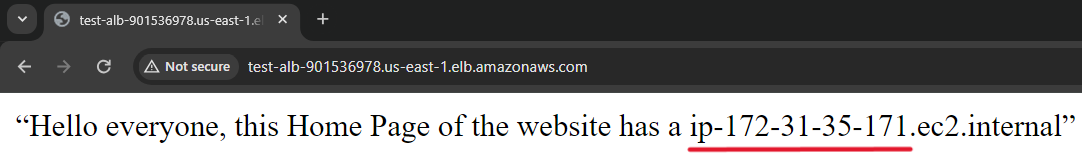 test-alb-901536978.us-east-1.el
Not secure
test-alb-901536978.us-east-1.elb.amazonaws.com
“Hello everyone, this Home Page of the website has a ip-172-31-35-171.ec2.internal”